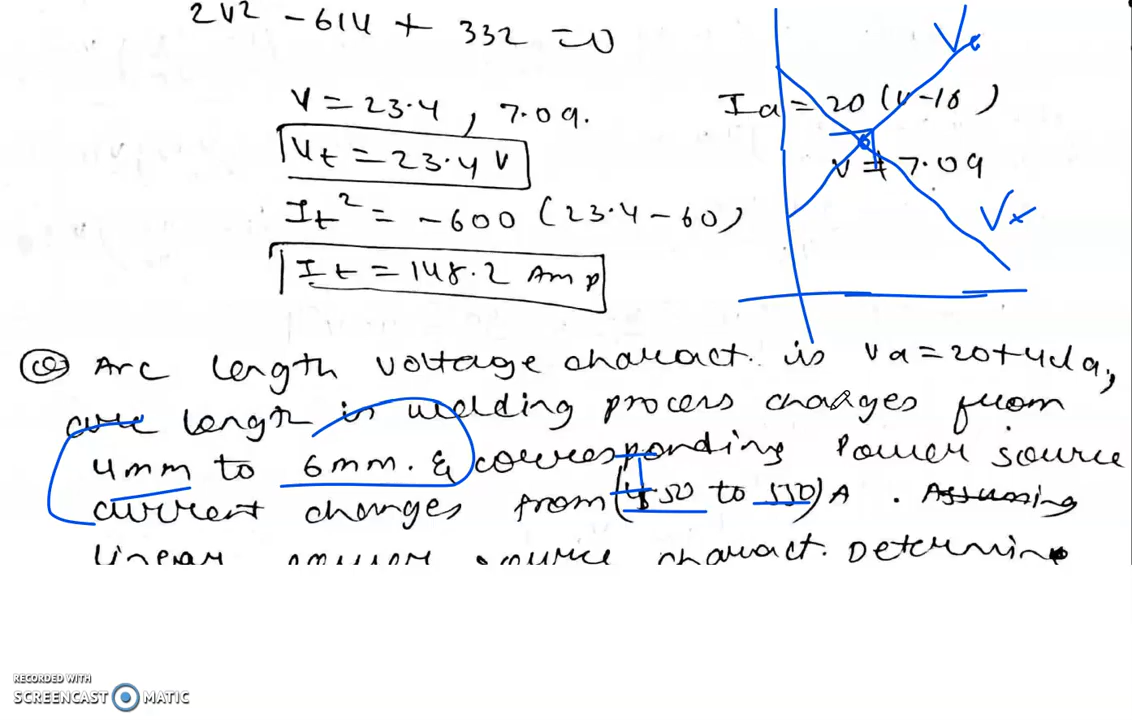 2V² - 61V + 332 = 0
V = 23.4 , 7.09.
Vt = 23.4 V
It² = -600 (23.4 - 60)
It = 148.2 Amp
Ia = 20 (V-18)
V ≠ 7.09
Q Arc length voltage charact. is Va = 20+4la,
arc length in welding process changes from
4mm to 6mm. & corresponding Power source
current changes from (450 to 550) A . Assuming
linear power source charact. Determine
RECORDED WITH
SCREENCAST MATIC